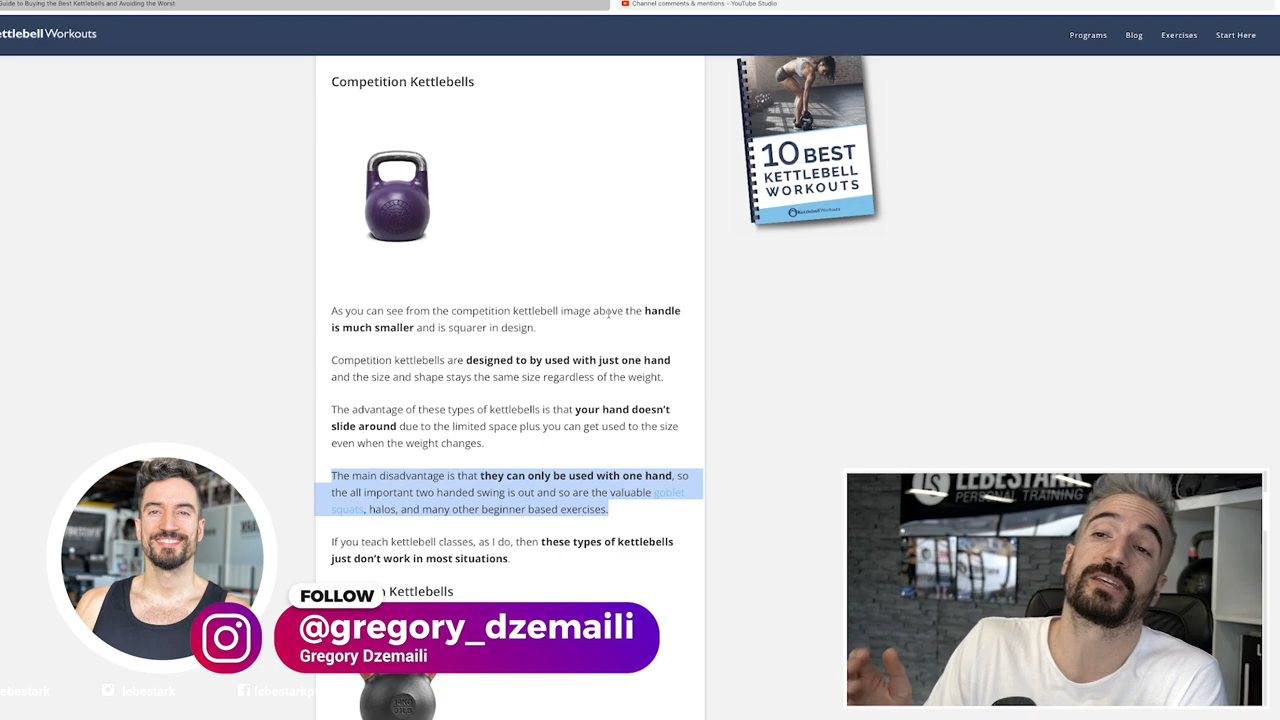 Guide to Buying the Best Kettlebells and Avoiding the Worst
Channel comments & mentions - YouTube Studio
ettlebellWorkouts
Programs
Blog
Exercises
Start Here
Competition Kettlebells
10 BEST
KETTLEBELL
WORKOUTS
KettlebellWorkouts
As you can see from the competition kettlebell image above the handle
is much smaller and is squarer in design.
Competition kettlebells are designed to by used with just one hand
and the size and shape stays the same size regardless of the weight.
The advantage of these types of kettlebells is that your hand doesn't
slide around due to the limited space plus you can get used to the size
even when the weight changes.
The main disadvantage is that they can only be used with one hand, so
the all important two handed swing is out and so are the valuable goblet
squats, halos, and many other beginner based exercises.
If you teach kettlebell classes, as I do, then these types of kettlebells
just don't work in most situations.
n Kettlebells
FOLLOW
@gregory_dzemaili
Gregory Dzemaili
ebestark
lebestark
lebestarkp
LEBESTARK
PERSONAL TRAINING